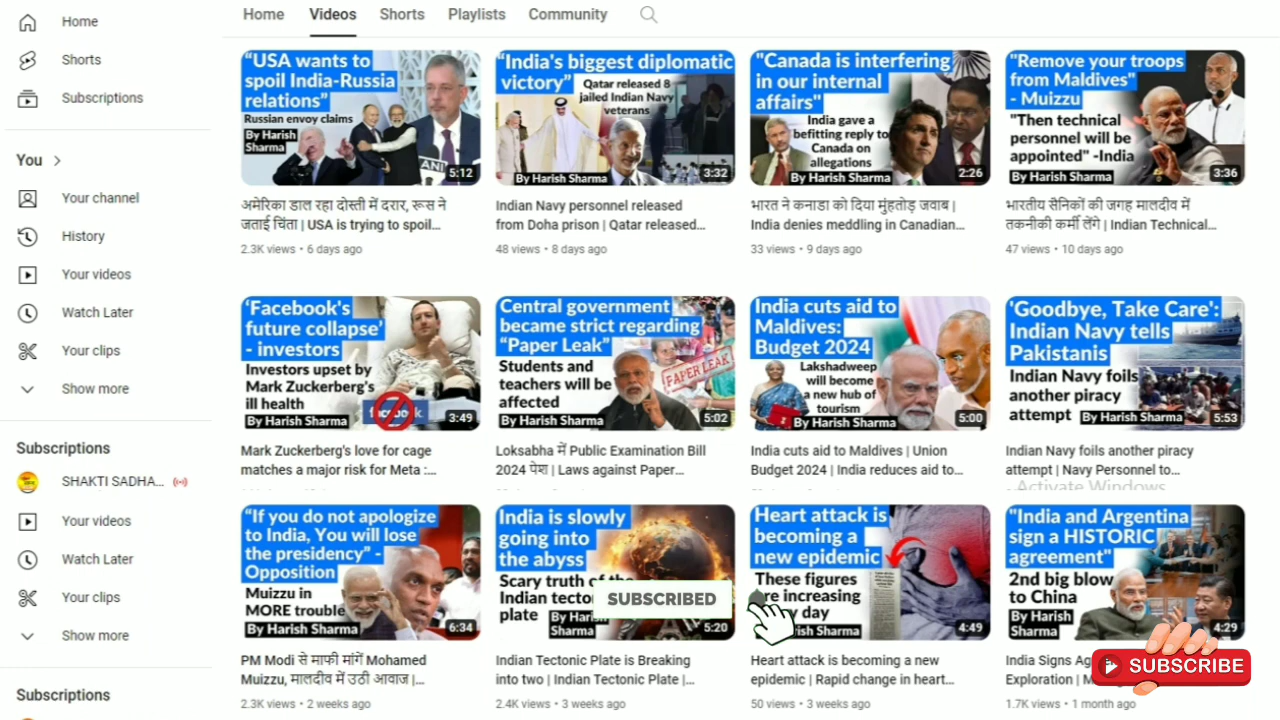 Home
Shorts
Subscriptions
You
Your channel
History
Your videos
Watch Later
Your clips
Show more
Subscriptions
SHAKTI SADHA...
Your videos
Watch Later
Your clips
Show more
Subscriptions
Home Videos Shorts Playlists Community
“USA wants to
spoil India-Russia
relations”
Russian envoy claims
By Harish
Sharma
ANI
5:12
अमेरिका डाल रहा दोस्ती में दरार, रूस ने
जताई चिंता | USA is trying to spoil...
2.3K views • 6 days ago
“India's biggest diplomatic
victory”
Qatar released 8
jailed Indian Navy
veterans
By Harish Sharma
3:32
Indian Navy personnel released
from Doha prison | Qatar released...
48 views • 8 days ago
"Canada is interfering
in our internal
affairs"
India gave a
befitting reply to
Canada on
allegations
By Harish Sharma
2:26
भारत ने कनाडा को दिया मुंहतोड़ जवाब |
India denies meddling in Canadian...
33 views • 9 days ago
"Remove your troops
from Maldives"
- Muizzu
"Then technical
personnel will be
appointed" -India
By Harish Sharma
3:36
भारतीय सैनिकों की जगह मालदीव में
तकनीकी कर्मी लेंगे | Indian Technical...
47 views • 10 days ago
‘Facebook's
future collapse’
- investors
Investors upset by
Mark Zuckerberg's
ill health
By Harish Sharma
facebook
3:49
Mark Zuckerberg's love for cage
matches a major risk for Meta :...
Central government
became strict regarding
“Paper Leak”
Students and
teachers will be
affected
PAPER LEAK
By Harish Sharma
5:02
Loksabha में Public Examination Bill
2024 पेश | Laws against Paper...
India cuts aid to
Maldives:
Budget 2024
Lakshadweep
will become
a new hub of
tourism
By Harish Sharma
5:00
India cuts aid to Maldives | Union
Budget 2024 | India reduces aid to...
'Goodbye, Take Care':
Indian Navy tells
Pakistanis
Indian Navy foils
another piracy
attempt
By Harish Sharma
5:53
Indian Navy foils another piracy
attempt | Navy Personnel to...
Activate Windows
“If you do not apologize
to India, You will lose
the presidency” -
Opposition
Muizzu in
MORE trouble
By Harish Sharma
6:34
PM Modi से माफी मांगें Mohamed
Muizzu, मालदीव में उठी आवाज |...
2.3K views • 2 weeks ago
India is slowly
going into
the abyss
Scary truth of the
Indian tecto
plate
By Hari
Sharma
5:20
SUBSCRIBED
Indian Tectonic Plate is Breaking
into two | Indian Tectonic Plate |...
2.4K views • 3 weeks ago
Heart attack is
becoming a
new epidemic
These figures
re increasing
y day
Sharma
4:49
Heart attack is becoming a new
epidemic | Rapid change in heart...
50 views • 3 weeks ago
"India and Argentina
sign a HISTORIC
agreement"
2nd big blow
to China
By Harish
Sharma
4:29
India Signs Ag
Exploration |
1.7K views • 1 month ago
SUBSCRIBE